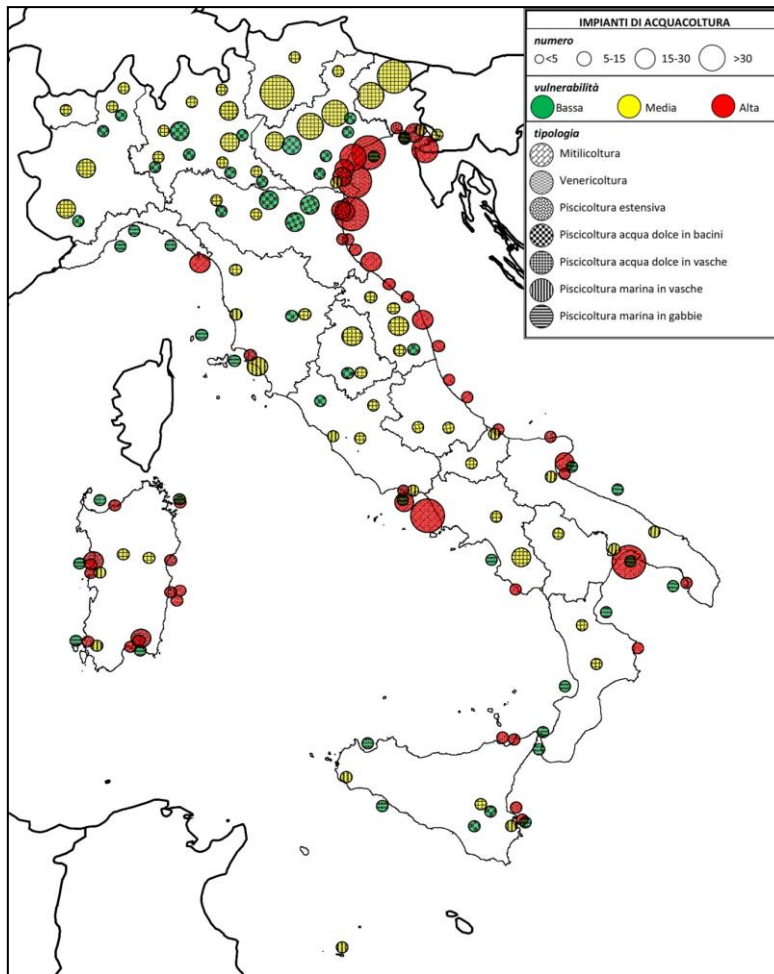 IMPIANTI DI ACQUACOLTURA
numero
<5 5-15 15-30 >30
vulnerabilità
Bassa Media Alta
tipologia
Mitilicoltura
Venericoltura
Piscicoltura estensiva
Piscicoltura acqua dolce in bacini
Piscicoltura acqua dolce in vasche
Piscicoltura marina in vasche
Piscicoltura marina in gabbie